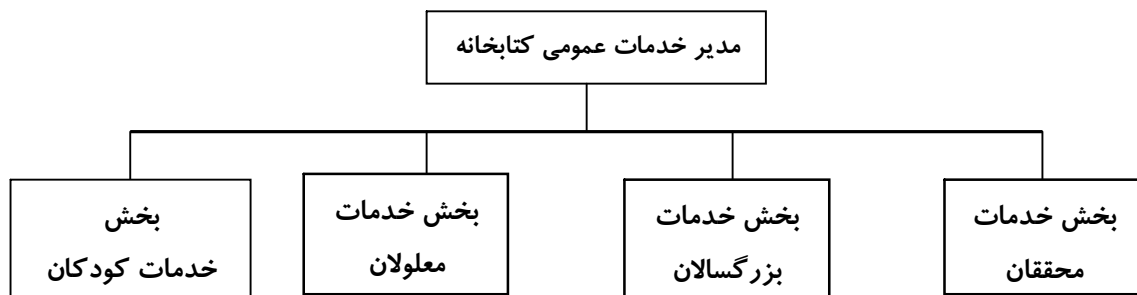 مدیر خدمات عمومی کتابخانه
بخش خدمات
محققان
بخش خدمات
بزرگسالان
بخش خدمات
معلولان
بخش
خدمات کودکان